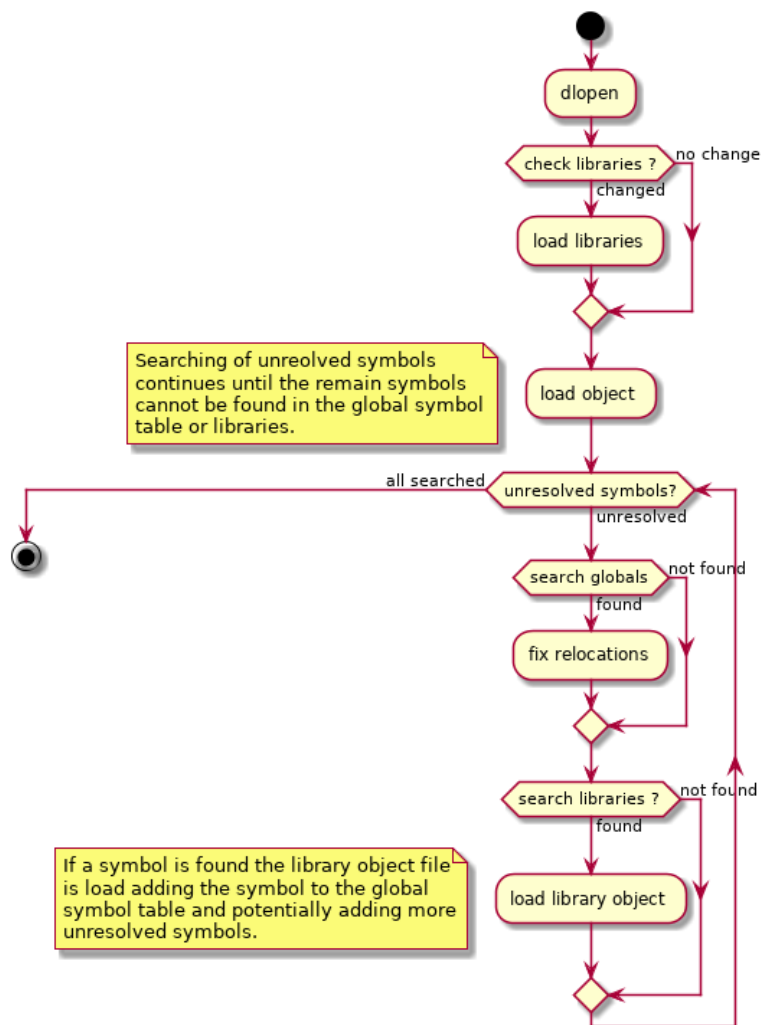 dlopen
check libraries ?
no change
changed
load libraries
Searching of unreolved symbols
continues until the remain symbols
cannot be found in the global symbol
table or libraries.
load object
all searched
unresolved symbols?
unresolved
search globals
not found
found
fix relocations
search libraries ?
not found
found
If a symbol is found the library object file
is load adding the symbol to the global
symbol table and potentially adding more
unresolved symbols.
load library object